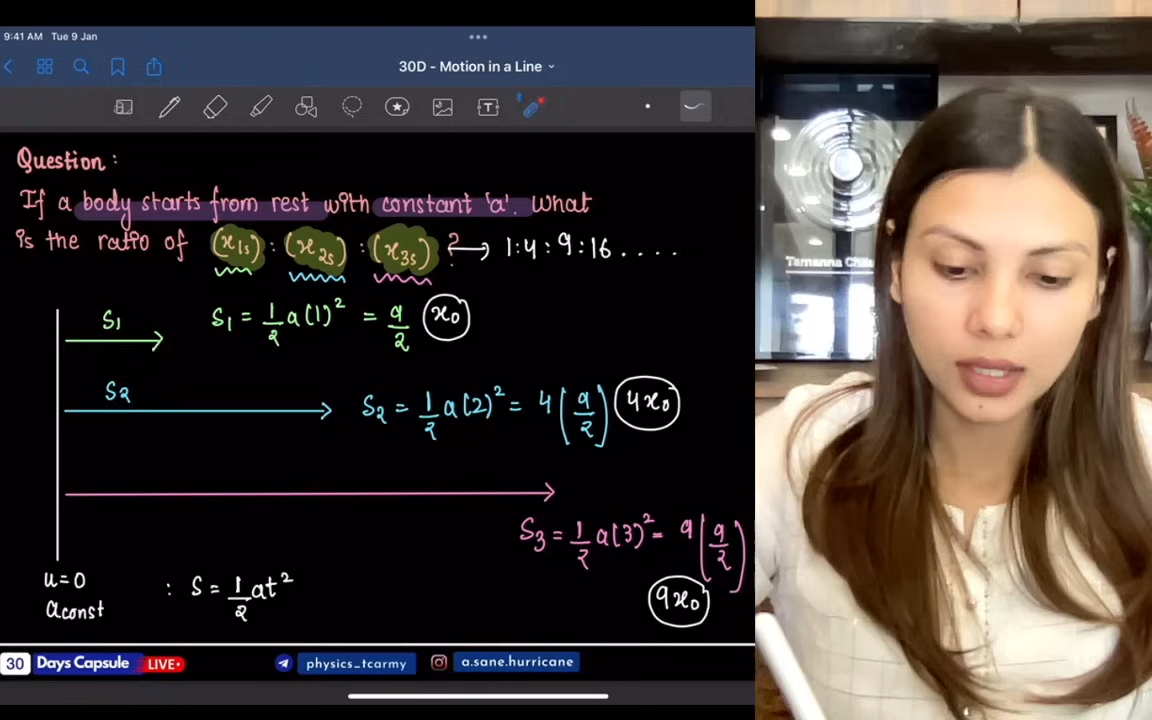 9:41 AM Tue 9 Jan
30D - Motion in a Line
Question :
If a body starts from rest with constant 'a'. What
is the ratio of (x1s) : (x2s) : (x3s) ? → 1 : 4 : 9 : 16 ....
S1
S1 = 1/2 a(1)² = a/2 x0
S2
S2 = 1/2 a(2)² = 4(a/2) 4x0
S3 = 1/2 a(3)² = 9(a/2)
9x0
u=0 : S = 1/2 at²
a const
30 Days Capsule LIVE physics_tcarmy a.sane.hurricane